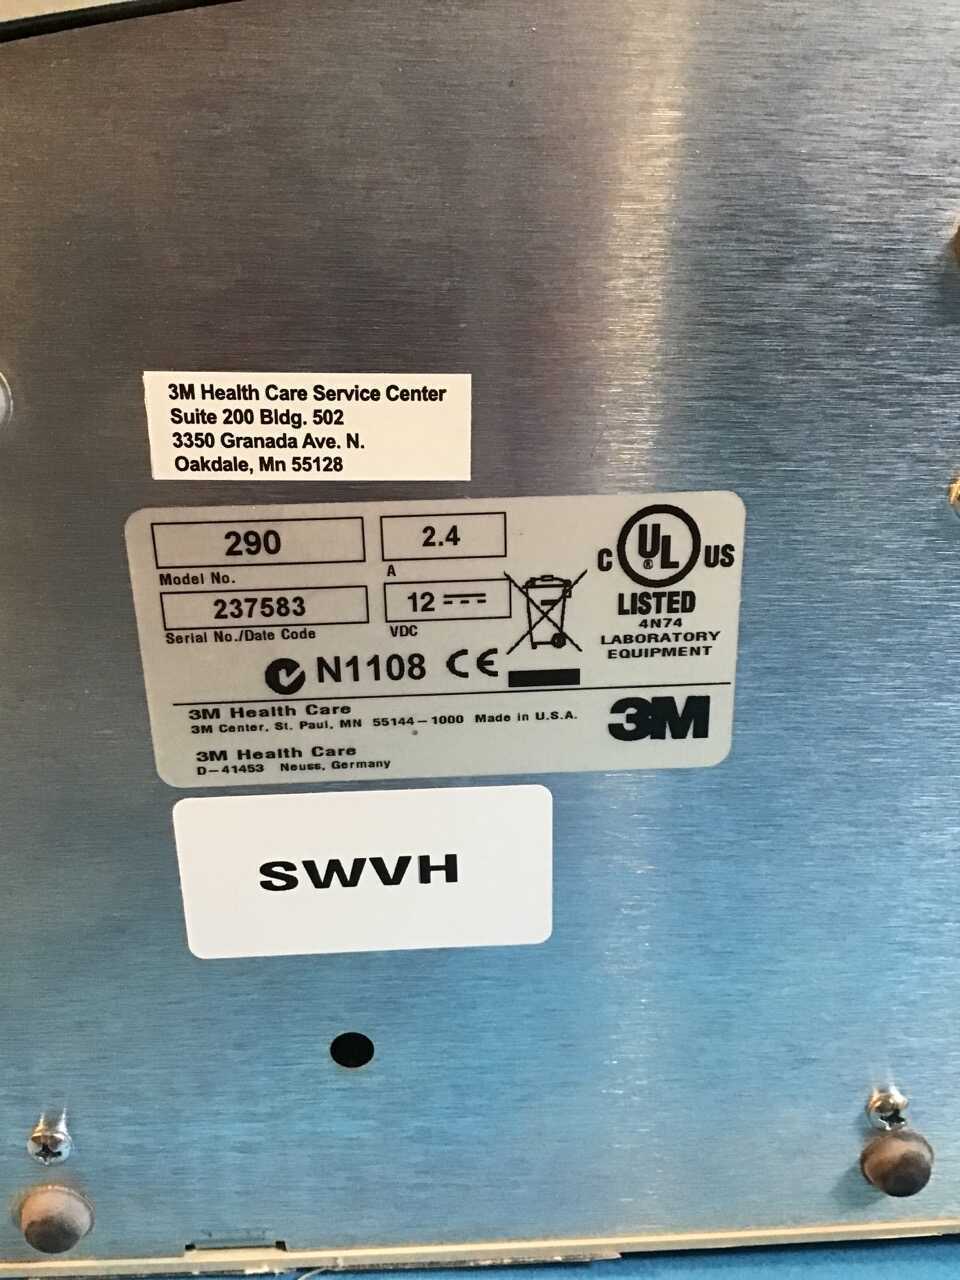 3M Health Care Service Center
Suite 200 Bldg. 502
3350 Granada Ave. N.
Oakdale, Mn 55128
290
Model No.
2.4
A
237583
Serial No./Date Code
12
VDC
N1108 CE
C UL® US
LISTED
4N74
LABORATORY
EQUIPMENT
3M Health Care
3M Center, St. Paul, MN 55144-1000 Made in U.S.A.
3M Health Care
D-41453 Neuss, Germany
3M
SWVH